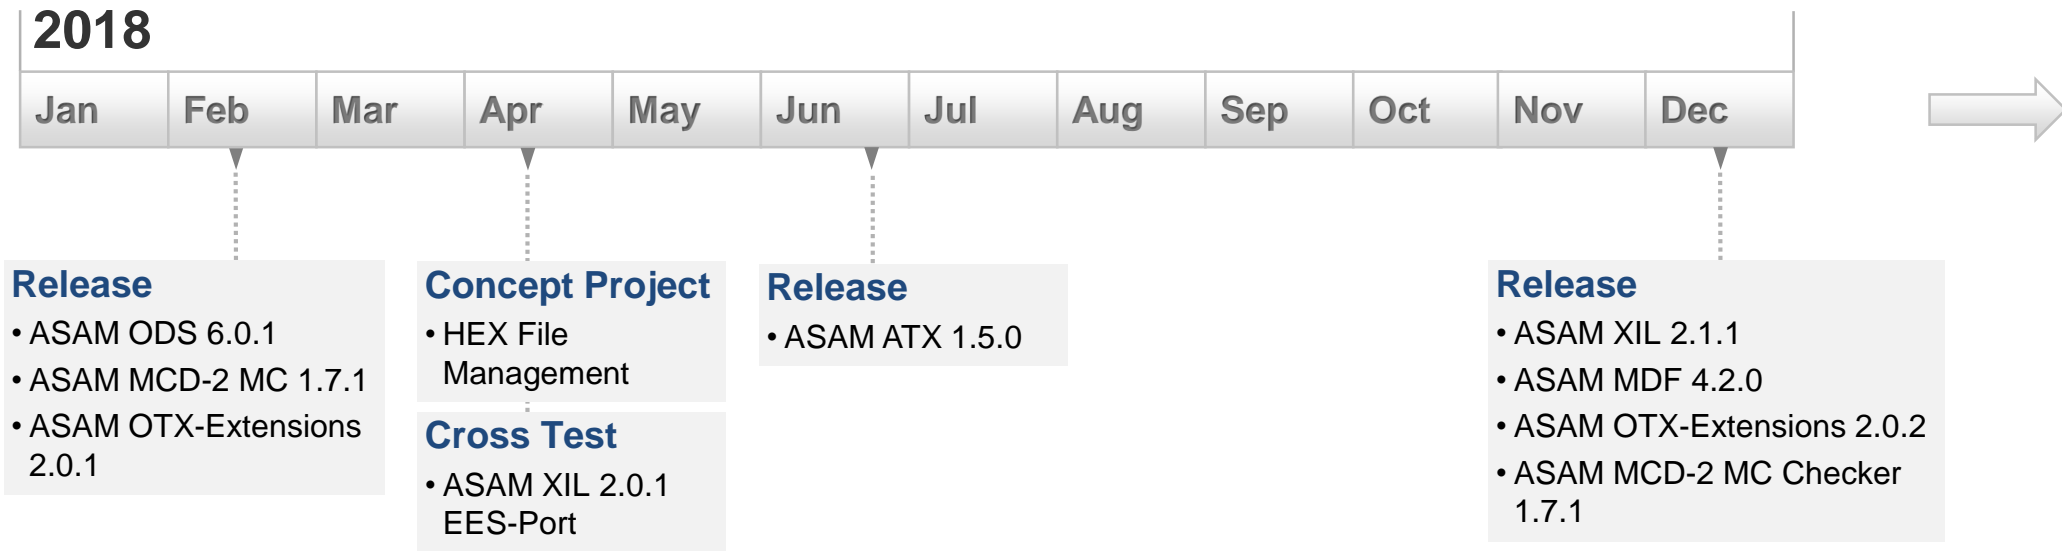 2018
Jan Feb Mar Apr May Jun Jul Aug Sep Oct Nov Dec
Release
• ASAM ODS 6.0.1
• ASAM MCD-2 MC 1.7.1
• ASAM OTX-Extensions
2.0.1
Concept Project
• HEX File
Management
Cross Test
• ASAM XIL 2.0.1
EES-Port
Release
• ASAM ATX 1.5.0
Release
• ASAM XIL 2.1.1
• ASAM MDF 4.2.0
• ASAM OTX-Extensions 2.0.2
• ASAM MCD-2 MC Checker
1.7.1